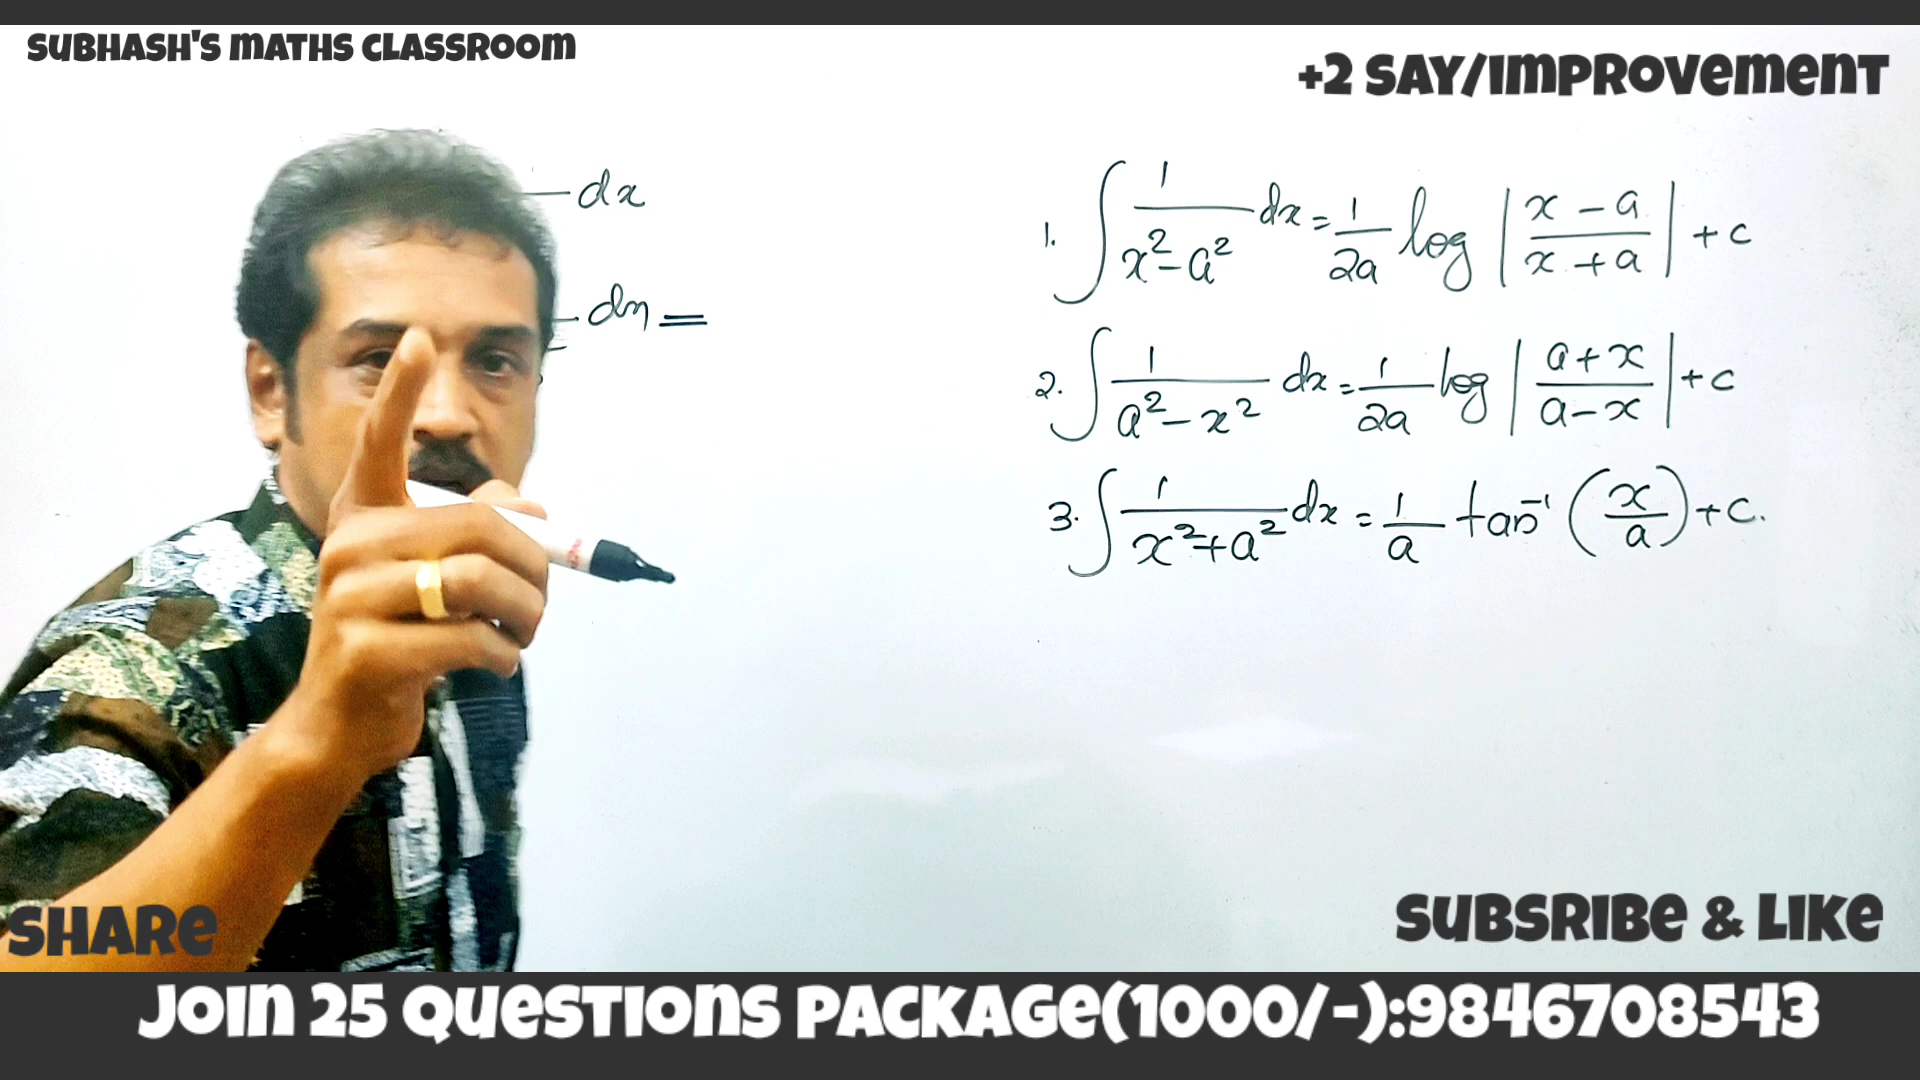 SUBHASH'S MATHS CLASSROOM
+2 SAY/IMPROVEMENT
dx
dx =
1. ∫ 1/(x² - a²) dx = 1/2a log |(x - a)/(x + a)| + c
2. ∫ 1/(a² - x²) dx = 1/2a log |(a + x)/(a - x)| + c
3. ∫ 1/(x² + a²) dx = 1/a tan⁻¹ (x/a) + c.
SHARE
SUBSRIBE & LIKE
JOIN 25 QUESTIONS PACKAGE(1000/-):9846708543